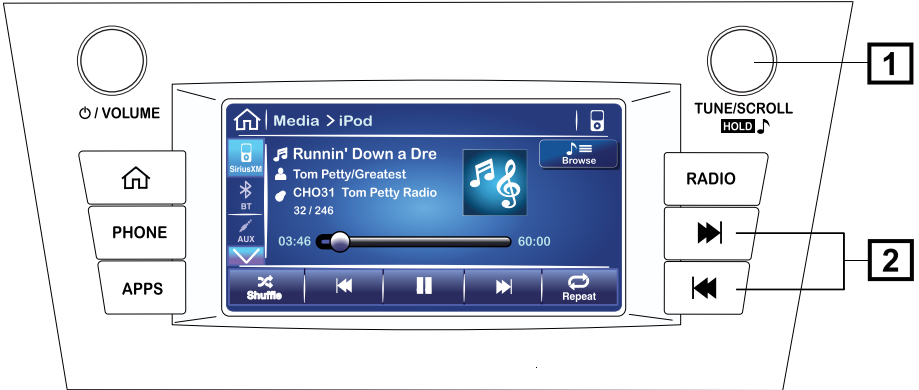 / VOLUME
PHONE
APPS
Media > iPod
SiriusXM
BT
AUX
Runnin' Down a Dre
Tom Petty/Greatest
CHO31 Tom Petty Radio
32 / 246
03:46
60:00
Browse
Shuffle
Repeat
TUNE/SCROLL
HOLD
RADIO
1
2